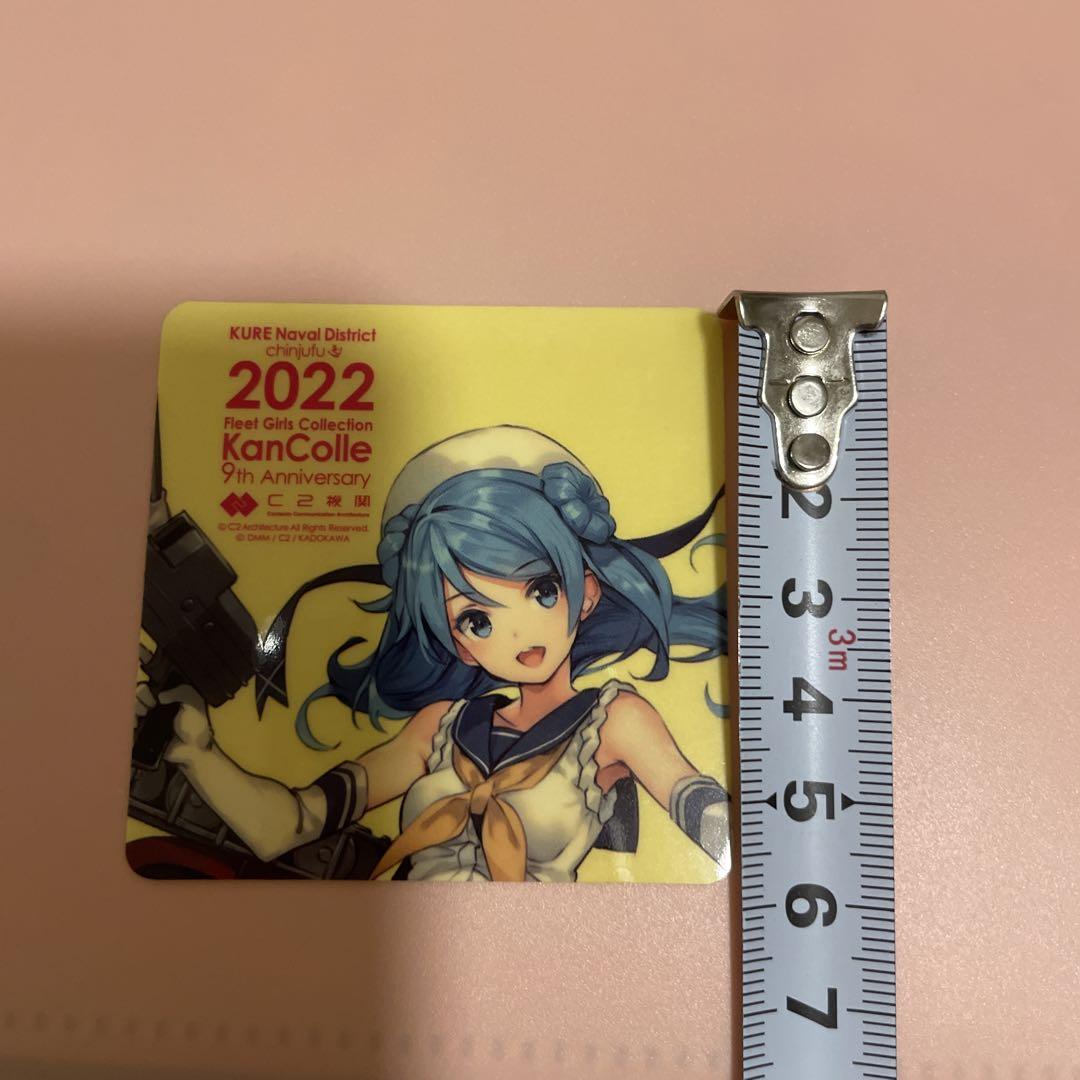 KURE Naval District
chinjufu
2022
Fleet Girls Collection
KanColle
9th Anniversary
C2機関
© C2 Architecture All Rights Reserved.
© DMM / C2 / KADOKAWA
2
3
3m
4
5
6
7